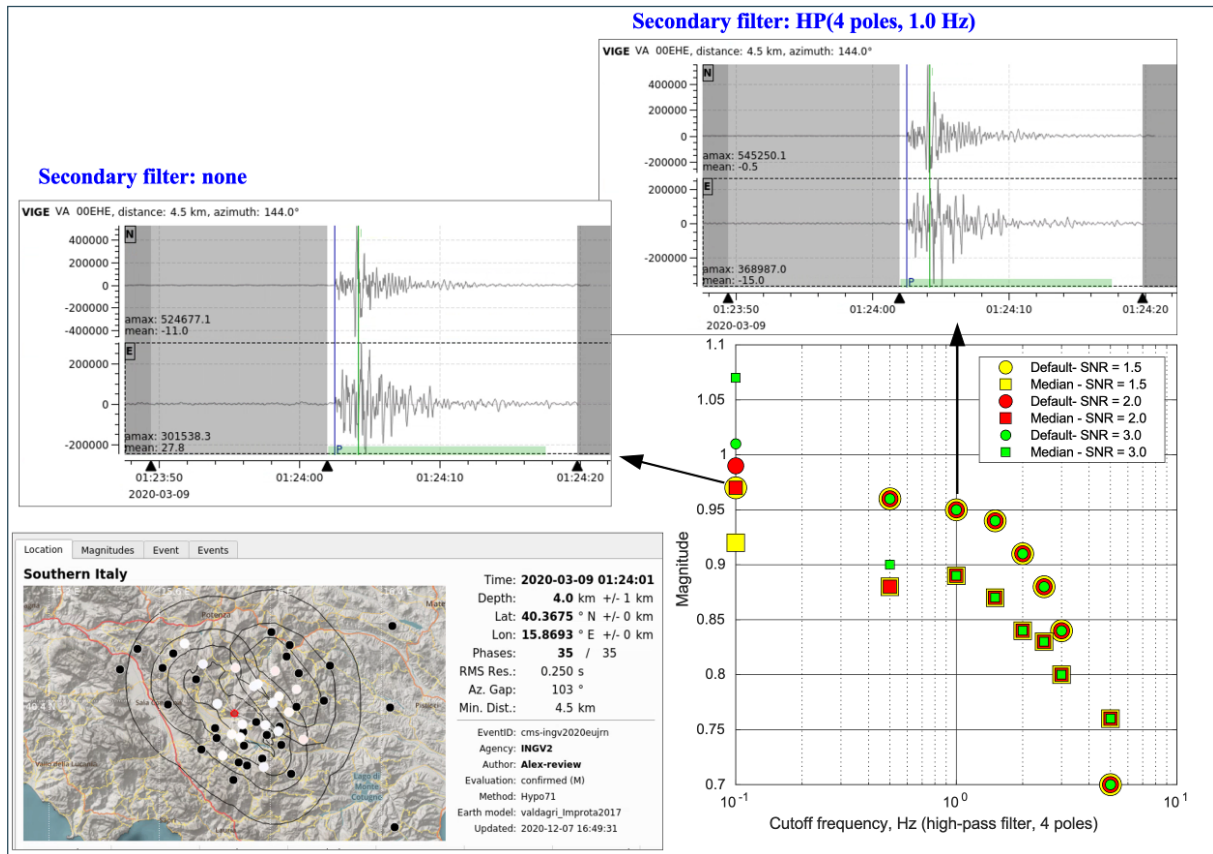 Secondary filter: HP(4 poles, 1.0 Hz)
VIGE VA 00EHE, distance: 4.5 km, azimuth: 144.0°
N
400000
200000
0
-200000
amax: 545250.1
mean: -0.5
E
200000
0
-200000
amax: 368987.0
mean: -15.0
P
01:23:50
01:24:00
01:24:10
01:24:20
2020-03-09
Secondary filter: none
VIGE VA 00EHE, distance: 4.5 km, azimuth: 144.0°
N
400000
200000
0
-200000
-400000
amax: 524677.1
mean: -11.0
E
200000
0
-200000
amax: 301538.3
mean: 27.8
P
01:23:50
01:24:00
01:24:10
01:24:20
2020-03-09
1.1
1.05
1
0.95
0.9
0.85
0.8
0.75
0.7
Magnitude
Default- SNR = 1.5
Median - SNR = 1.5
Default- SNR = 2.0
Median - SNR = 2.0
Default- SNR = 3.0
Median - SNR = 3.0
10⁻¹
10⁰
10¹
Cutoff frequency, Hz (high-pass filter, 4 poles)
Location Magnitudes Event Events
Southern Italy
Potenza
Lago di
Monte
Cotugno
Time: 2020-03-09 01:24:01
Depth: 4.0 km +/- 1 km
Lat: 40.3675 ° N +/- 0 km
Lon: 15.8693 ° E +/- 0 km
Phases: 35 / 35
RMS Res.: 0.250 s
Az. Gap: 103 °
Min. Dist.: 4.5 km
EventID: cms-ingv2020eujrn
Agency: INGV2
Author: Alex-review
Evaluation: confirmed (M)
Method: Hypo71
Earth model: valdagri_Improta2017
Updated: 2020-12-07 16:49:31